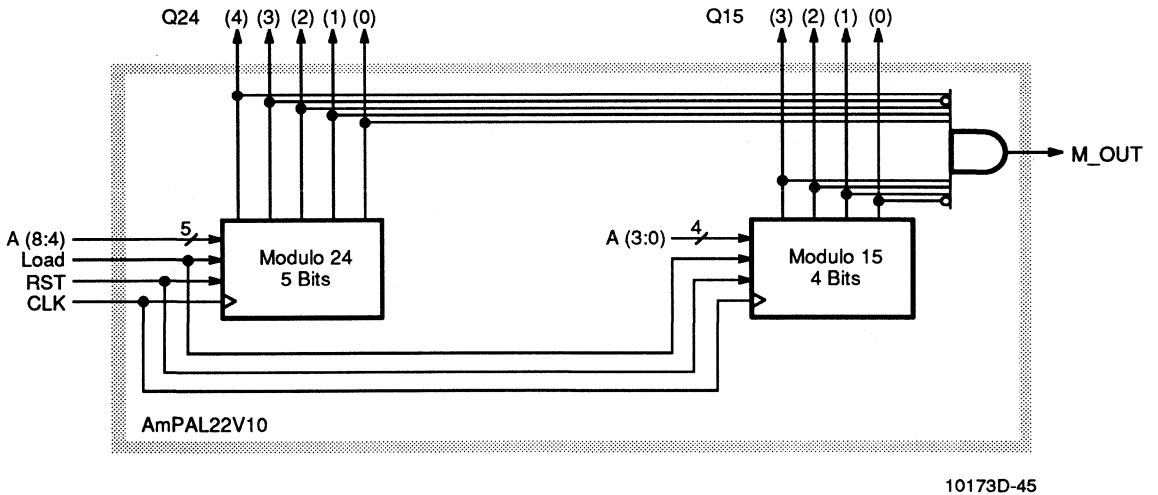 Q24 (4) (3) (2) (1) (0)
Q15 (3) (2) (1) (0)
M_OUT
A (8:4)
5
Load
RST
CLK
Modulo 24
5 Bits
A (3:0)
4
Modulo 15
4 Bits
AmPAL22V10
10173D-45